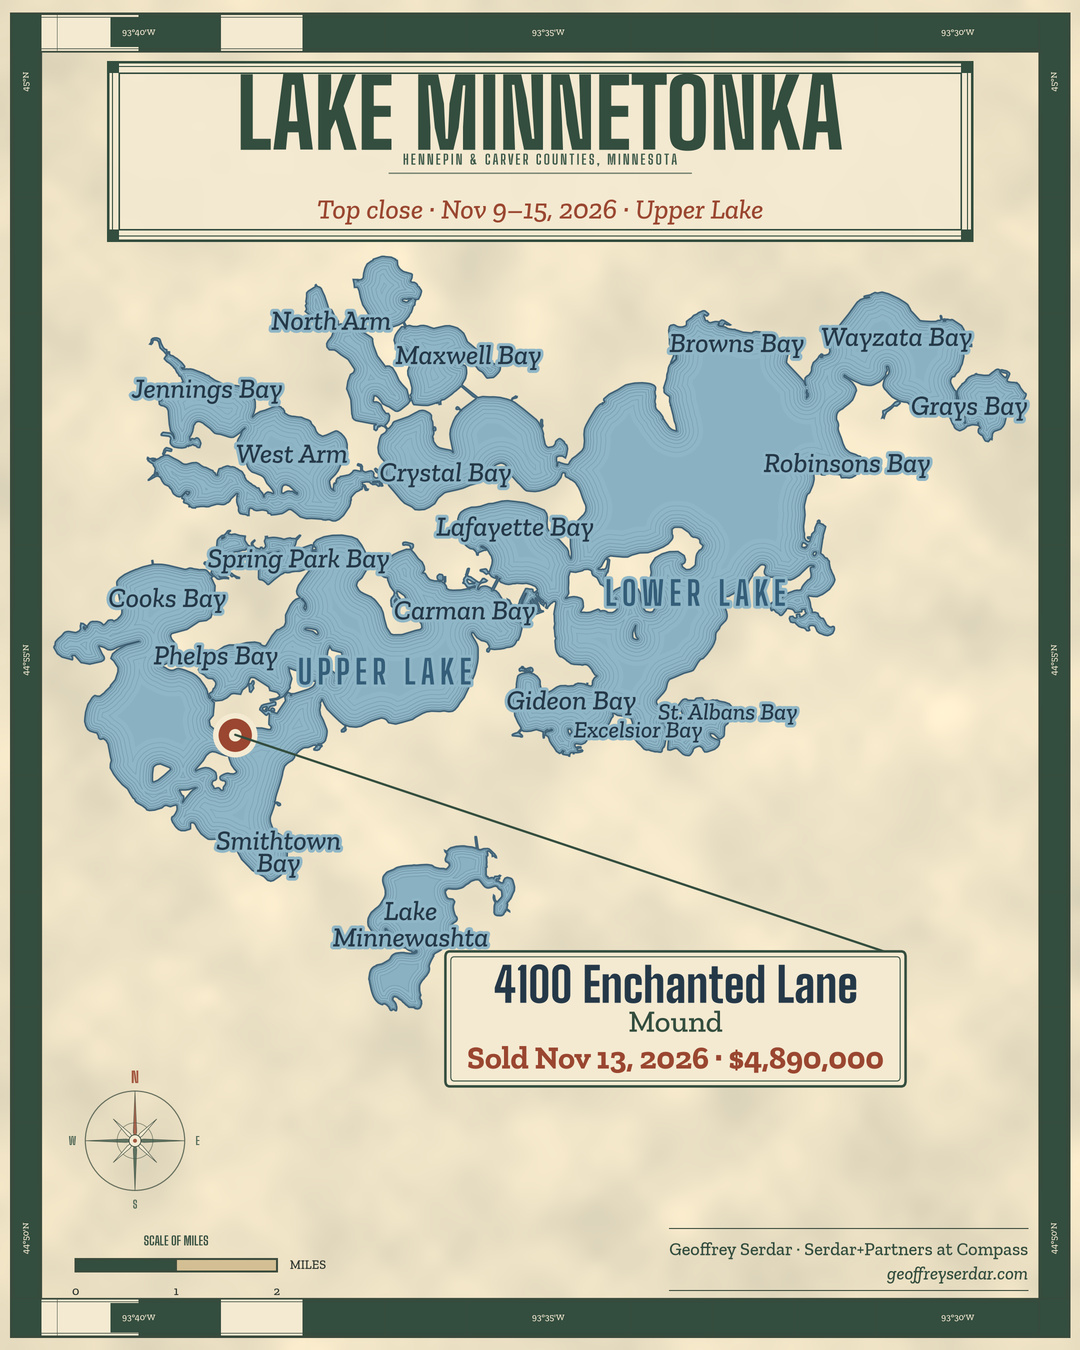 93°40'W
93°35'W
93°30'W
45°N
45°N
LAKE MINNETONKA
HENNEPIN & CARVER COUNTIES, MINNESOTA
Top close · Nov 9–15, 2026 · Upper Lake
North Arm
Maxwell Bay
Browns Bay
Wayzata Bay
Jennings Bay
Grays Bay
West Arm
Crystal Bay
Robinsons Bay
Lafayette Bay
Spring Park Bay
Cooks Bay
Carman Bay
LOWER LAKE
Phelps Bay
UPPER LAKE
44°55'N
44°55'N
Gideon Bay
St. Albans Bay
Excelsior Bay
Smithtown
Bay
Lake
Minnewashta
4100 Enchanted Lane
Mound
Sold Nov 13, 2026 · $4,890,000
N
W
E
S
SCALE OF MILES
MILES
0 1 2
44°50'N
44°50'N
Geoffrey Serdar · Serdar+Partners at Compass
geoffreyserdar.com
93°40'W
93°35'W
93°30'W